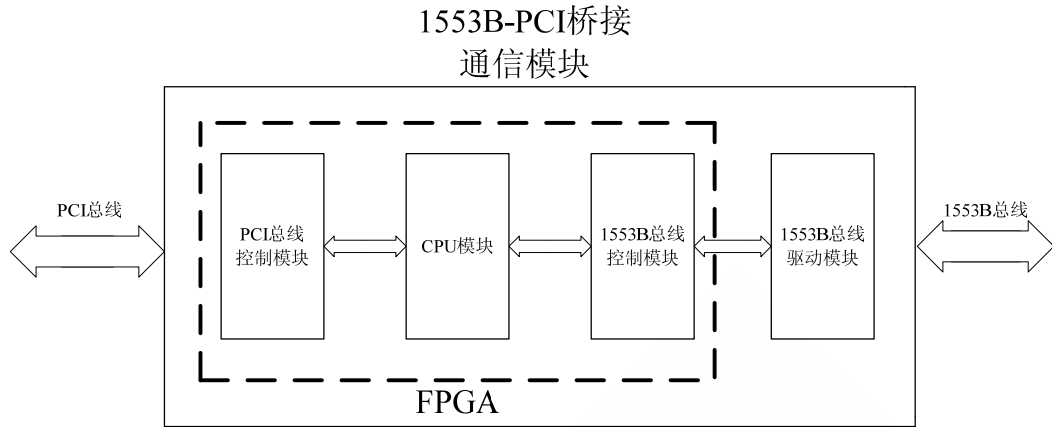 1553B-PCI桥接
通信模块
PCI总线
PCI总线
控制模块
CPU模块
1553B总线
控制模块
1553B总线
驱动模块
1553B总线
FPGA